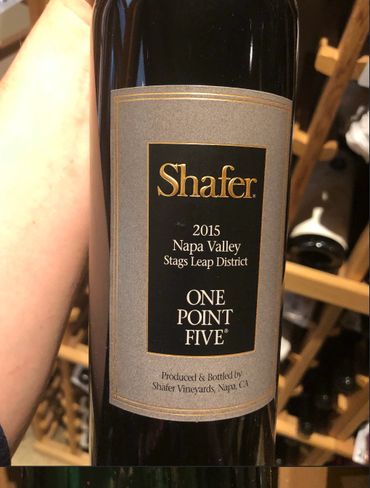 Shafer®
2015
Napa Valley
Stags Leap District
ONE
POINT
FIVE®
Produced & Bottled by
Shafer Vineyards, Napa, CA